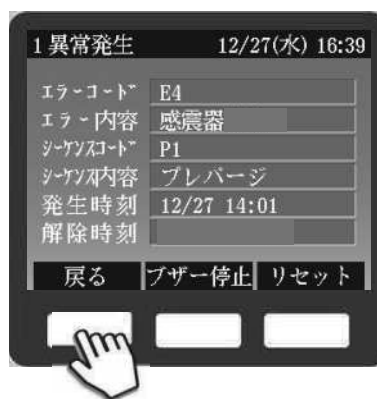 1 異常発生 12/27(水) 16:39
ｴﾗｰｺｰﾄﾞ E4
エラー内容 感震器
ｼｰｹﾝｽｺｰﾄﾞ P1
ｼｰｹﾝｽ内容 プレパージ
発生時刻 12/27 14:01
解除時刻
戻る ブザー停止 リセット